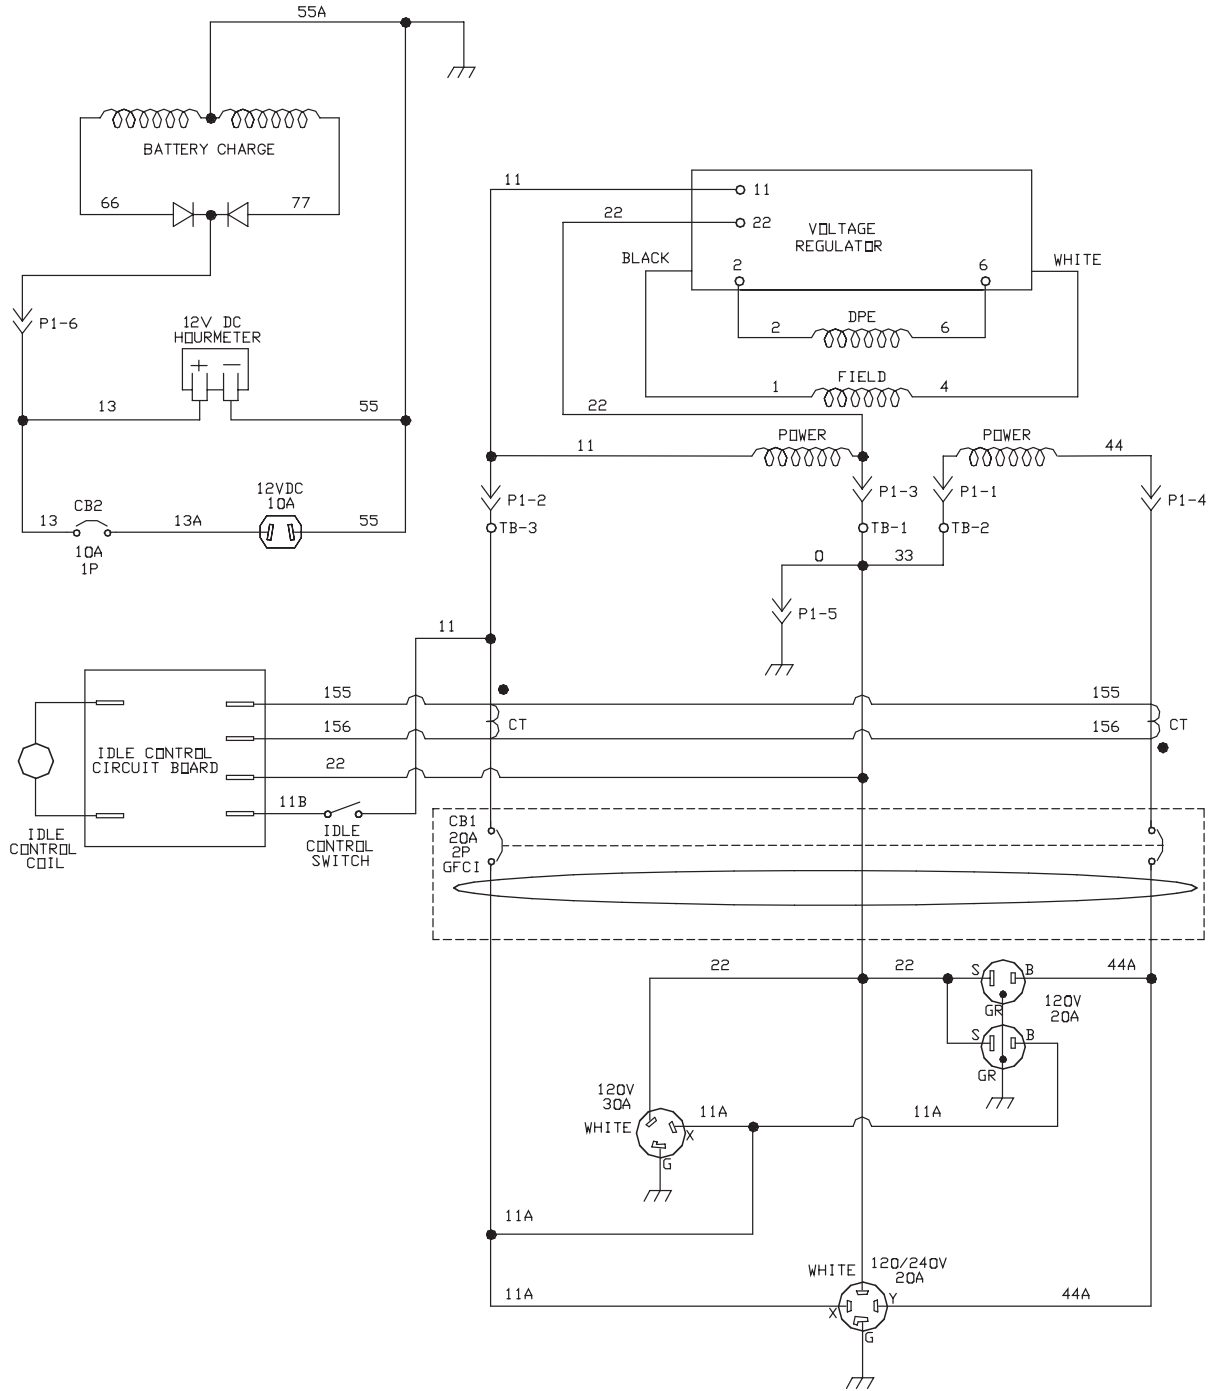 55A
BATTERY CHARGE
66
77
11
11
22
22
VOLTAGE
REGULATOR
BLACK
WHITE
2
6
DPE
2
6
P1-6
12V DC
HOURMETER
+
-
FIELD
1
4
22
13
55
POWER
POWER
11
44
CB2
12VDC
10A
P1-2
P1-3
P1-1
P1-4
13
13A
55
TB-3
TB-1
TB-2
10A
1P
0
33
P1-5
11
155
155
156
CT
156
CT
IDLE CONTROL
CIRCUIT BOARD
22
11B
IDLE
CONTROL
COIL
IDLE
CONTROL
SWITCH
CB1
20A
2P
GFCI
22
22
S
B
44A
GR
120V
20A
S
B
GR
120V
30A
WHITE
11A
X
11A
G
11A
WHITE
120/240V
20A
11A
X
Y
44A
G